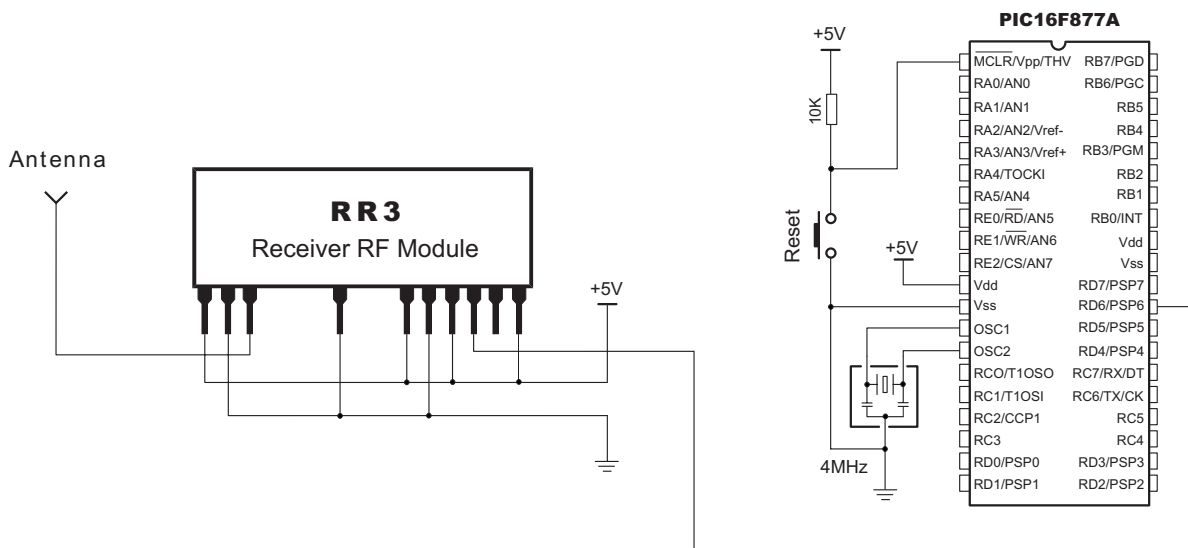 Antenna
RR3
Receiver RF Module
+5V
PIC16F877A
+5V
10K
Reset
+5V
4MHz
MCLR/Vpp/THV
RA0/AN0
RA1/AN1
RA2/AN2/Vref-
RA3/AN3/Vref+
RA4/TOCKI
RA5/AN4
RE0/RD/AN5
RE1/WR/AN6
RE2/CS/AN7
Vdd
Vss
OSC1
OSC2
RCO/T1OSO
RC1/T1OSI
RC2/CCP1
RC3
RD0/PSP0
RD1/PSP1
RB7/PGD
RB6/PGC
RB5
RB4
RB3/PGM
RB2
RB1
RB0/INT
Vdd
Vss
RD7/PSP7
RD6/PSP6
RD5/PSP5
RD4/PSP4
RC7/RX/DT
RC6/TX/CK
RC5
RC4
RD3/PSP3
RD2/PSP2